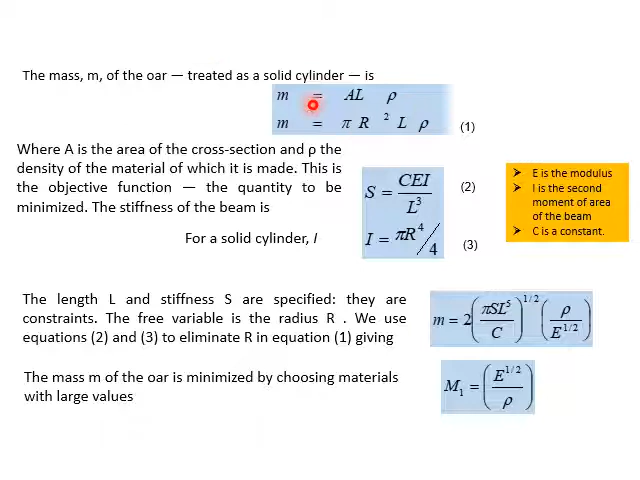 The mass, m, of the oar — treated as a solid cylinder — is
m = AL ρ
m = π R ² L ρ (1)
Where A is the area of the cross-section and ρ the
density of the material of which it is made. This is
the objective function — the quantity to be
minimized. The stiffness of the beam is
S = CEI / L³ (2)
For a solid cylinder, I
I = πR⁴/4 (3)
➢ E is the modulus
➢ I is the second
moment of area
of the beam
➢ C is a constant.
The length L and stiffness S are specified: they are
constraints. The free variable is the radius R . We use
equations (2) and (3) to eliminate R in equation (1) giving
m = 2(πSL⁵ / C)^1/2 (ρ / E^1/2)
The mass m of the oar is minimized by choosing materials
with large values
M₁ = (E^1/2 / ρ)